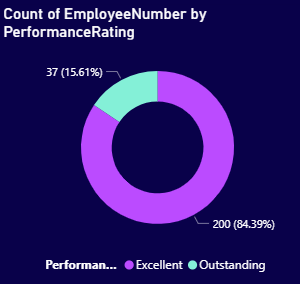 Count of EmployeeNumber by
PerformanceRating
37 (15.61%)
200 (84.39%)
Performan... Excellent Outstanding